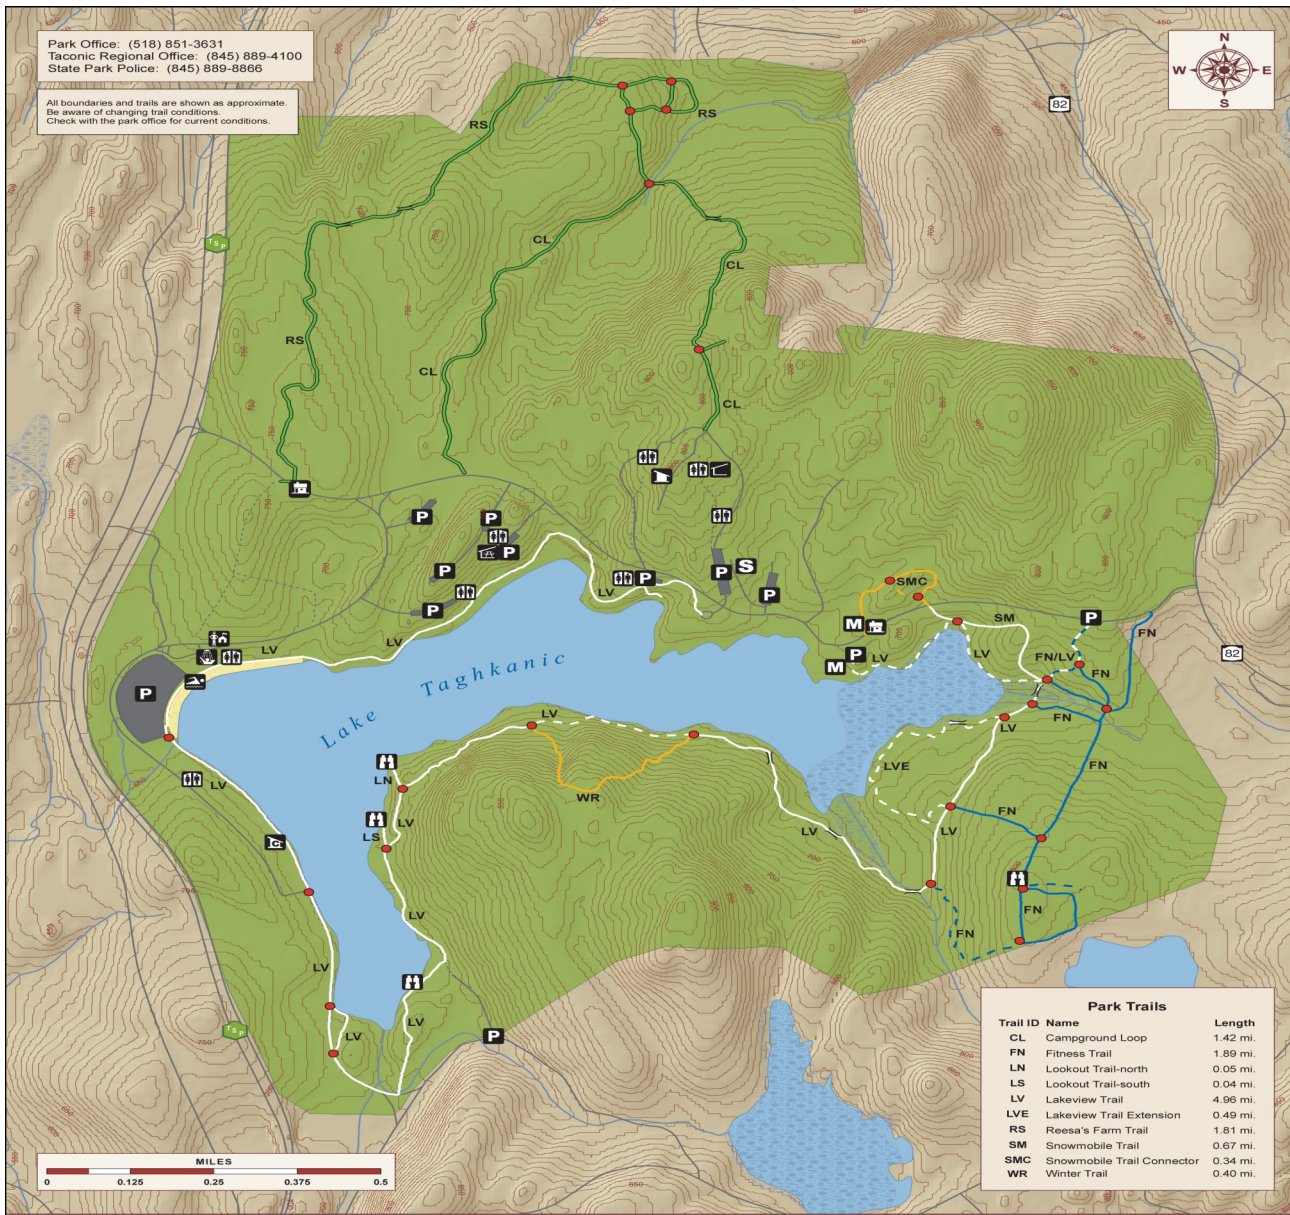 Park Office: (518) 851-3631
Taconic Regional Office: (845) 889-4100
State Park Police: (845) 889-8866
All boundaries and trails are shown as approximate.
Be aware of changing trail conditions.
Check with the park office for current conditions.
N
W E
S
82
RS
RS
TSP
CL
CL
RS
CL
CL
P
P
P
P
P
P
P
S
P
LV
SMC
M
SM
P
FN
LV
LV
P
M
LV
LV
FN/LV
FN
82
P
Lake Taghkanic
LV
LV
FN
LV
LN
LVE
FN
WR
LV
LS
LV
LV
FN
C
LV
FN
FN
LV
LV
LV
TSP
P
Park Trails
Trail ID Name Length
CL Campground Loop 1.42 mi.
FN Fitness Trail 1.89 mi.
LN Lookout Trail-north 0.05 mi.
LS Lookout Trail-south 0.04 mi.
LV Lakeview Trail 4.96 mi.
LVE Lakeview Trail Extension 0.49 mi.
RS Reesa's Farm Trail 1.81 mi.
SM Snowmobile Trail 0.67 mi.
SMC Snowmobile Trail Connector 0.34 mi.
WR Winter Trail 0.40 mi.
MILES
0 0.125 0.25 0.375 0.5